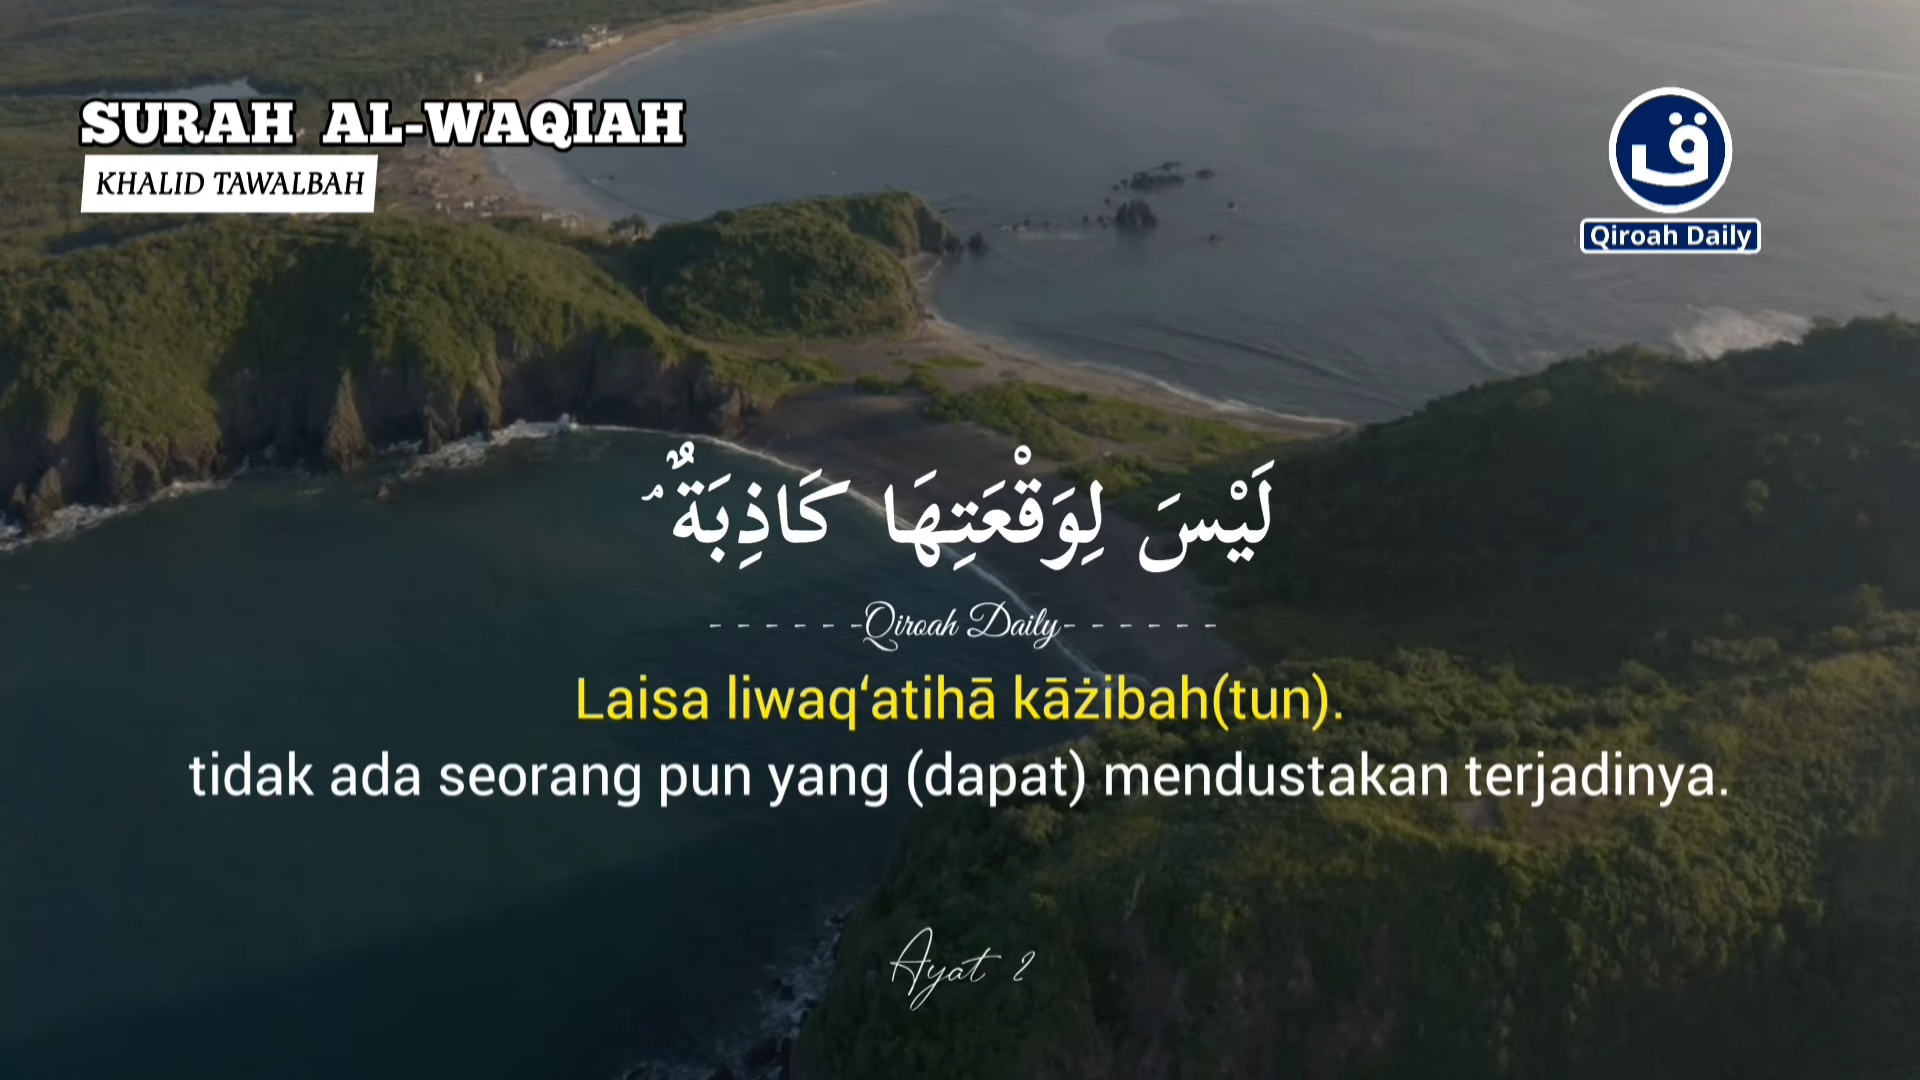 SURAH AL-WAQIAH
KHALID TAWALBAH
ق
Qiroah Daily
لَيْسَ لِوَقْعَتِهَا كَاذِبَةٌ ۘ
------Qiroah Daily------
Laisa liwaq‘atihā kāżibah(tun).
tidak ada seorang pun yang (dapat) mendustakan terjadinya.
Ayat 2